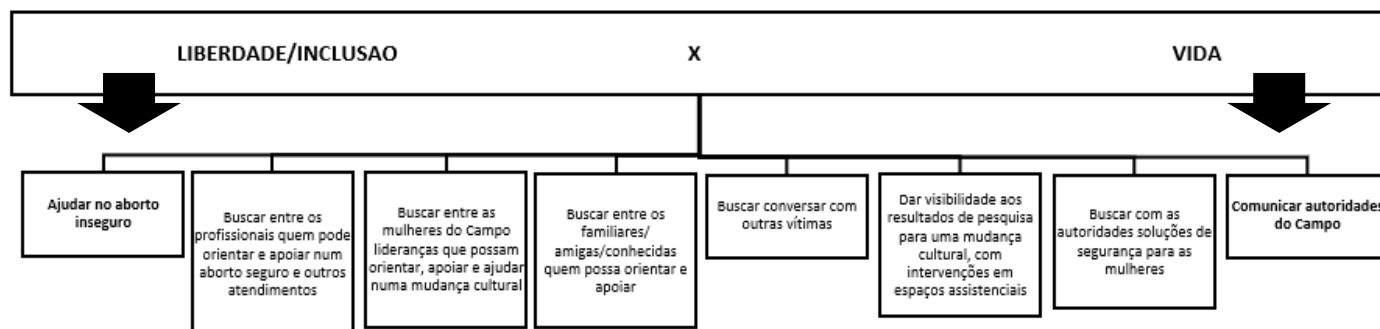 LIBERDADE/INCLUSAO X VIDA
Ajudar no aborto
inseguro
Buscar entre os
profissionais quem pode
orientar e apoiar num
aborto seguro e outros
atendimentos
Buscar entre as
mulheres do Campo
lideranças que possam
orientar, apoiar e ajudar
numa mudança cultural
Buscar entre os
familiares/
amigas/conhecidas
quem possa orientar e
apoiar
Buscar conversar com
outras vítimas
Dar visibilidade aos
resultados de pesquisa
para uma mudança
cultural, com
intervenções em
espaços assistenciais
Buscar com as
autoridades soluções de
segurança para as
mulheres
Comunicar autoridades
do Campo